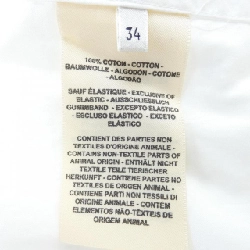 34
100% COTON - COTTON -
BAUMWOLLE - ALGODÓN - COTONE
- ALGODÃO
SAUF ÉLASTIQUE - EXCLUSIVE OF
ELASTIC - AUSSCHLIESSLICH
GUMMIBAND - EXCEPTO ELÁSTICO
- ESCLUSO ELASTICO - EXCETO
ELÁSTICO
CONTIENT DES PARTIES NON
TEXTILES D'ORIGINE ANIMALE -
CONTAINS NON-TEXTILE PARTS OF
ANIMAL ORIGIN - ENTHÄLT NICHT
TEXTILE TEILE TIERISCHER
HERKUNFT - CONTIENE PARTES NO
TEXTILES DE ORIGEN ANIMAL -
CONTIENE PARTI NON TESSILI DI
ORIGINE ANIMALE - CONTÉM
ELEMENTOS NÃO-TÊXTEIS DE
ORIGEM ANIMAL